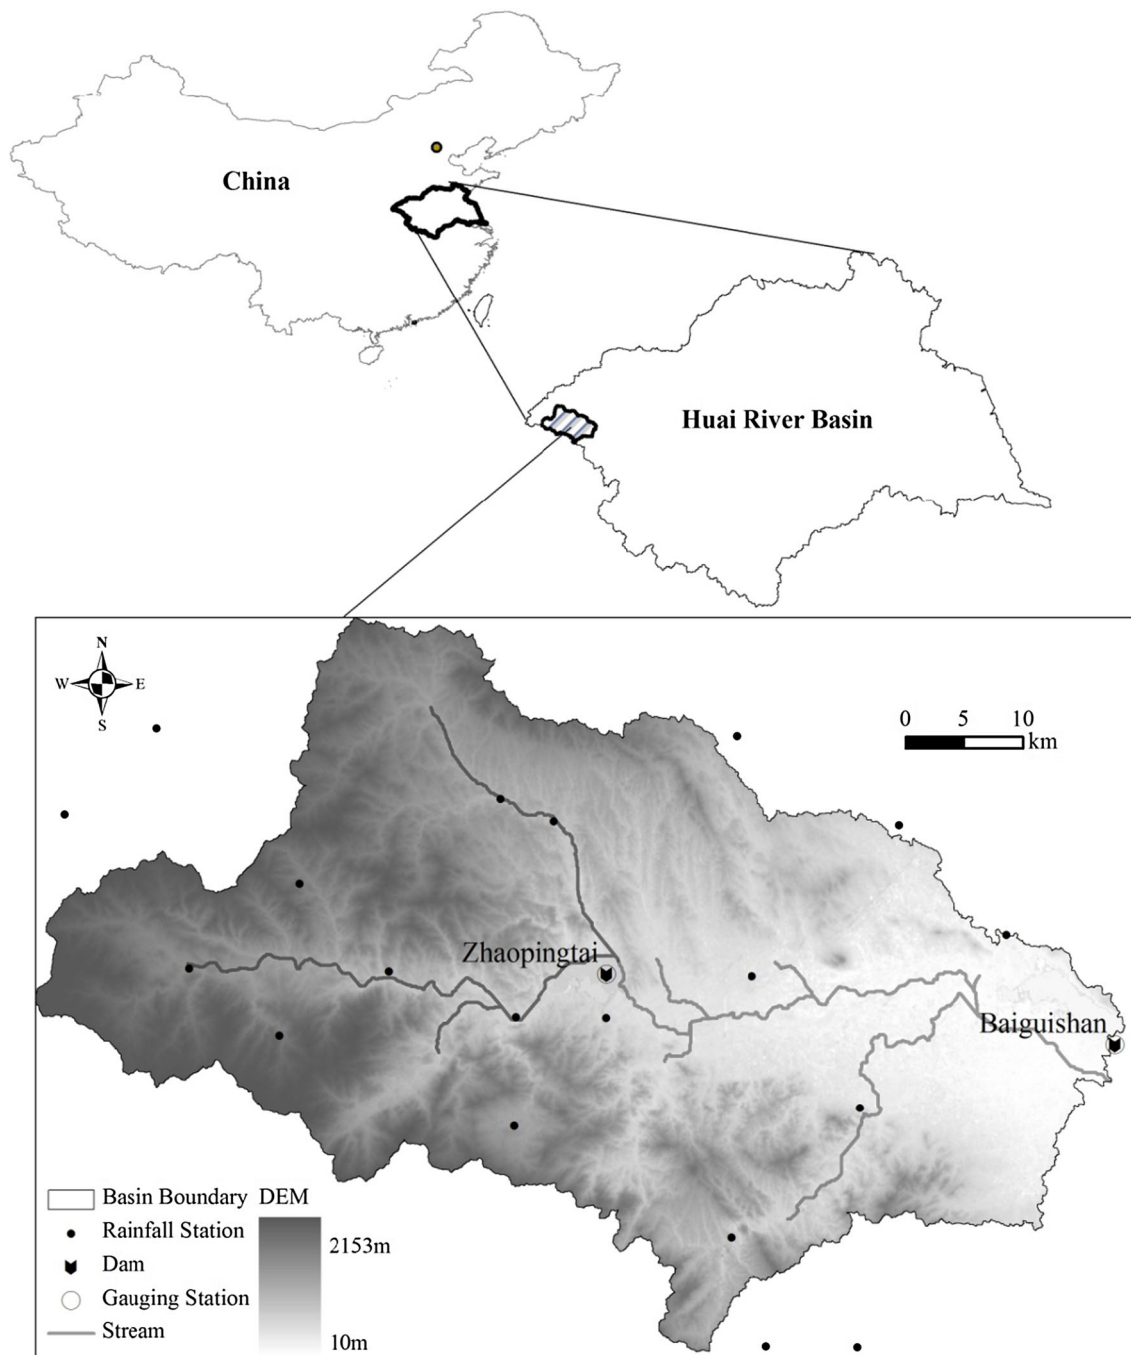 China
Huai River Basin
N
W E
S
0 5 10
km
Zhaopingtai
Baiguishan
Basin Boundary DEM
Rainfall Station
2153m
Dam
Gauging Station
Stream
10m